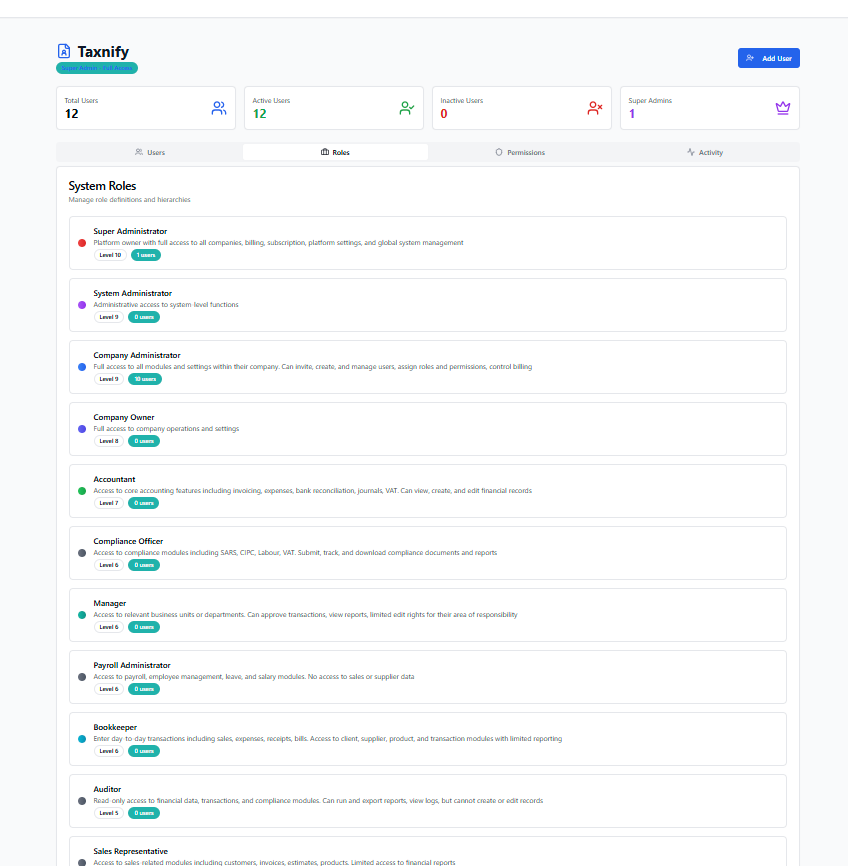 Taxnify
Super Admin - Full Access
Add User
Total Users
12
Active Users
12
Inactive Users
0
Super Admins
1
Users
Roles
Permissions
Activity
System Roles
Manage role definitions and hierarchies
Super Administrator
Platform owner with full access to all companies, billing, subscription, platform settings, and global system management
Level 10
1 users
System Administrator
Administrative access to system-level functions
Level 9
0 users
Company Administrator
Full access to all modules and settings within their company. Can invite, create, and manage users, assign roles and permissions, control billing
Level 9
10 users
Company Owner
Full access to company operations and settings
Level 8
0 users
Accountant
Access to core accounting features including invoicing, expenses, bank reconciliation, journals, VAT. Can view, create, and edit financial records
Level 7
0 users
Compliance Officer
Access to compliance modules including SARS, CIPC, Labour, VAT. Submit, track, and download compliance documents and reports
Level 6
0 users
Manager
Access to relevant business units or departments. Can approve transactions, view reports, limited edit rights for their area of responsibility
Level 6
0 users
Payroll Administrator
Access to payroll, employee management, leave, and salary modules. No access to sales or supplier data
Level 6
0 users
Bookkeeper
Enter day-to-day transactions including sales, expenses, receipts, bills. Access to client, supplier, product, and transaction modules with limited reporting
Level 6
0 users
Auditor
Read-only access to financial data, transactions, and compliance modules. Can run and export reports, view logs, but cannot create or edit records
Level 5
0 users
Sales Representative
Access to sales-related modules including customers, invoices, estimates, products. Limited access to financial reports